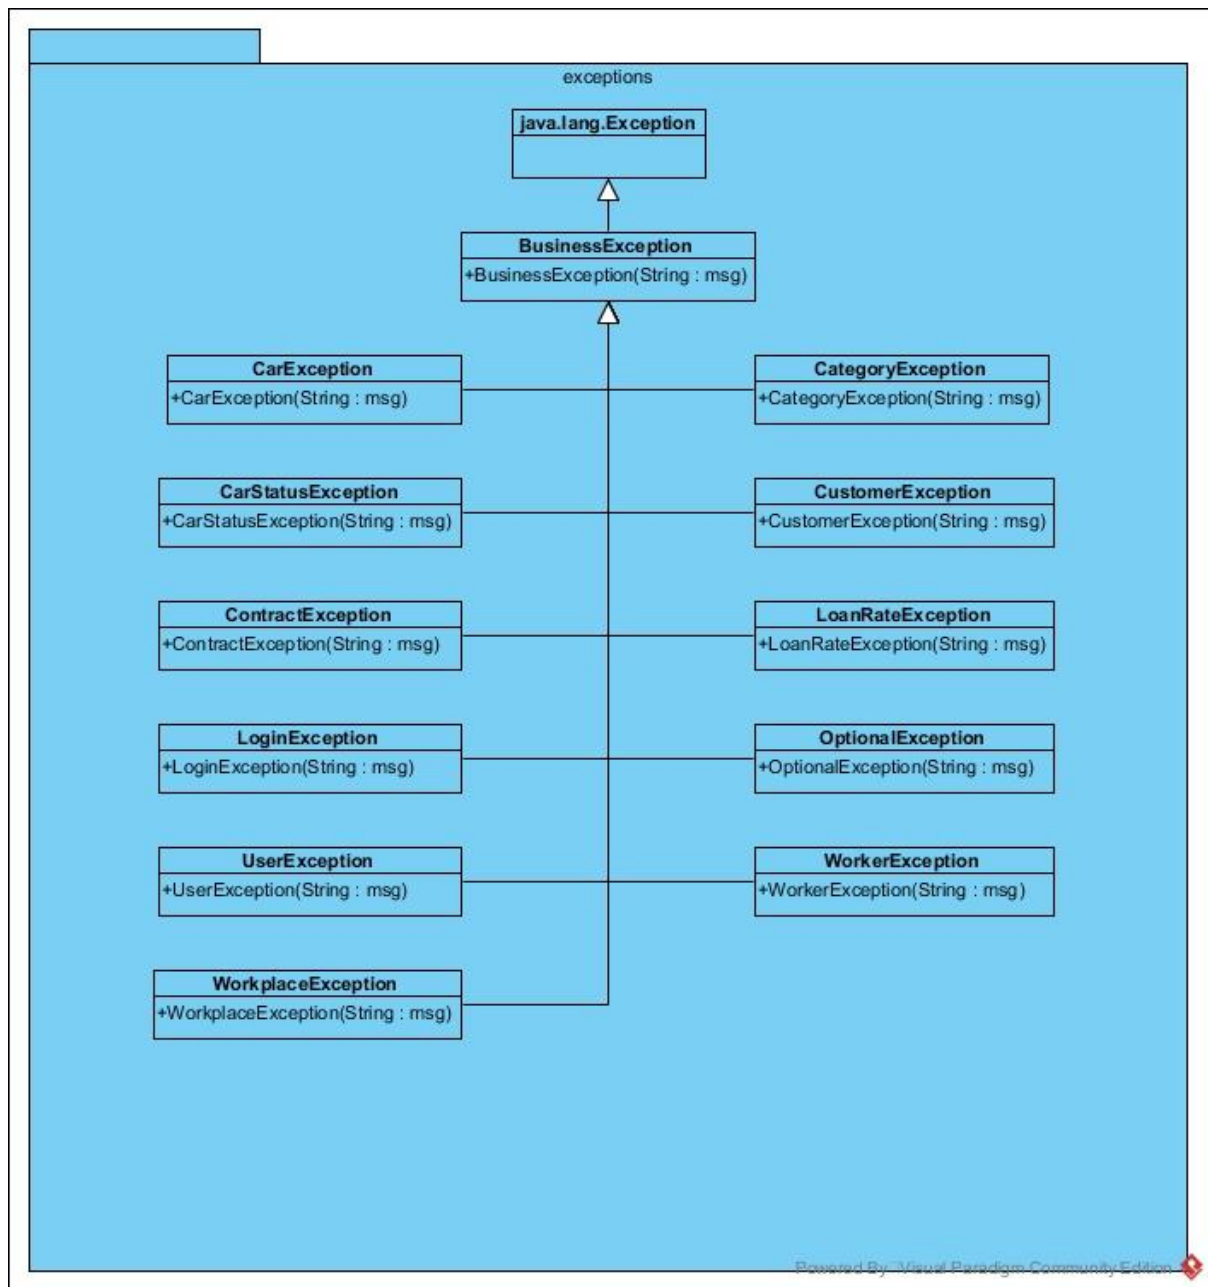 exceptions
java.lang.Exception
BusinessException
+BusinessException(String : msg)
CarException
+CarException(String : msg)
CategoryException
+CategoryException(String : msg)
CarStatusException
+CarStatusException(String : msg)
CustomerException
+CustomerException(String : msg)
ContractException
+ContractException(String : msg)
LoanRateException
+LoanRateException(String : msg)
LoginException
+LoginException(String : msg)
OptionalException
+OptionalException(String : msg)
UserException
+UserException(String : msg)
WorkerException
+WorkerException(String : msg)
WorkplaceException
+WorkplaceException(String : msg)
Powered By Visual Paradigm Community Edition